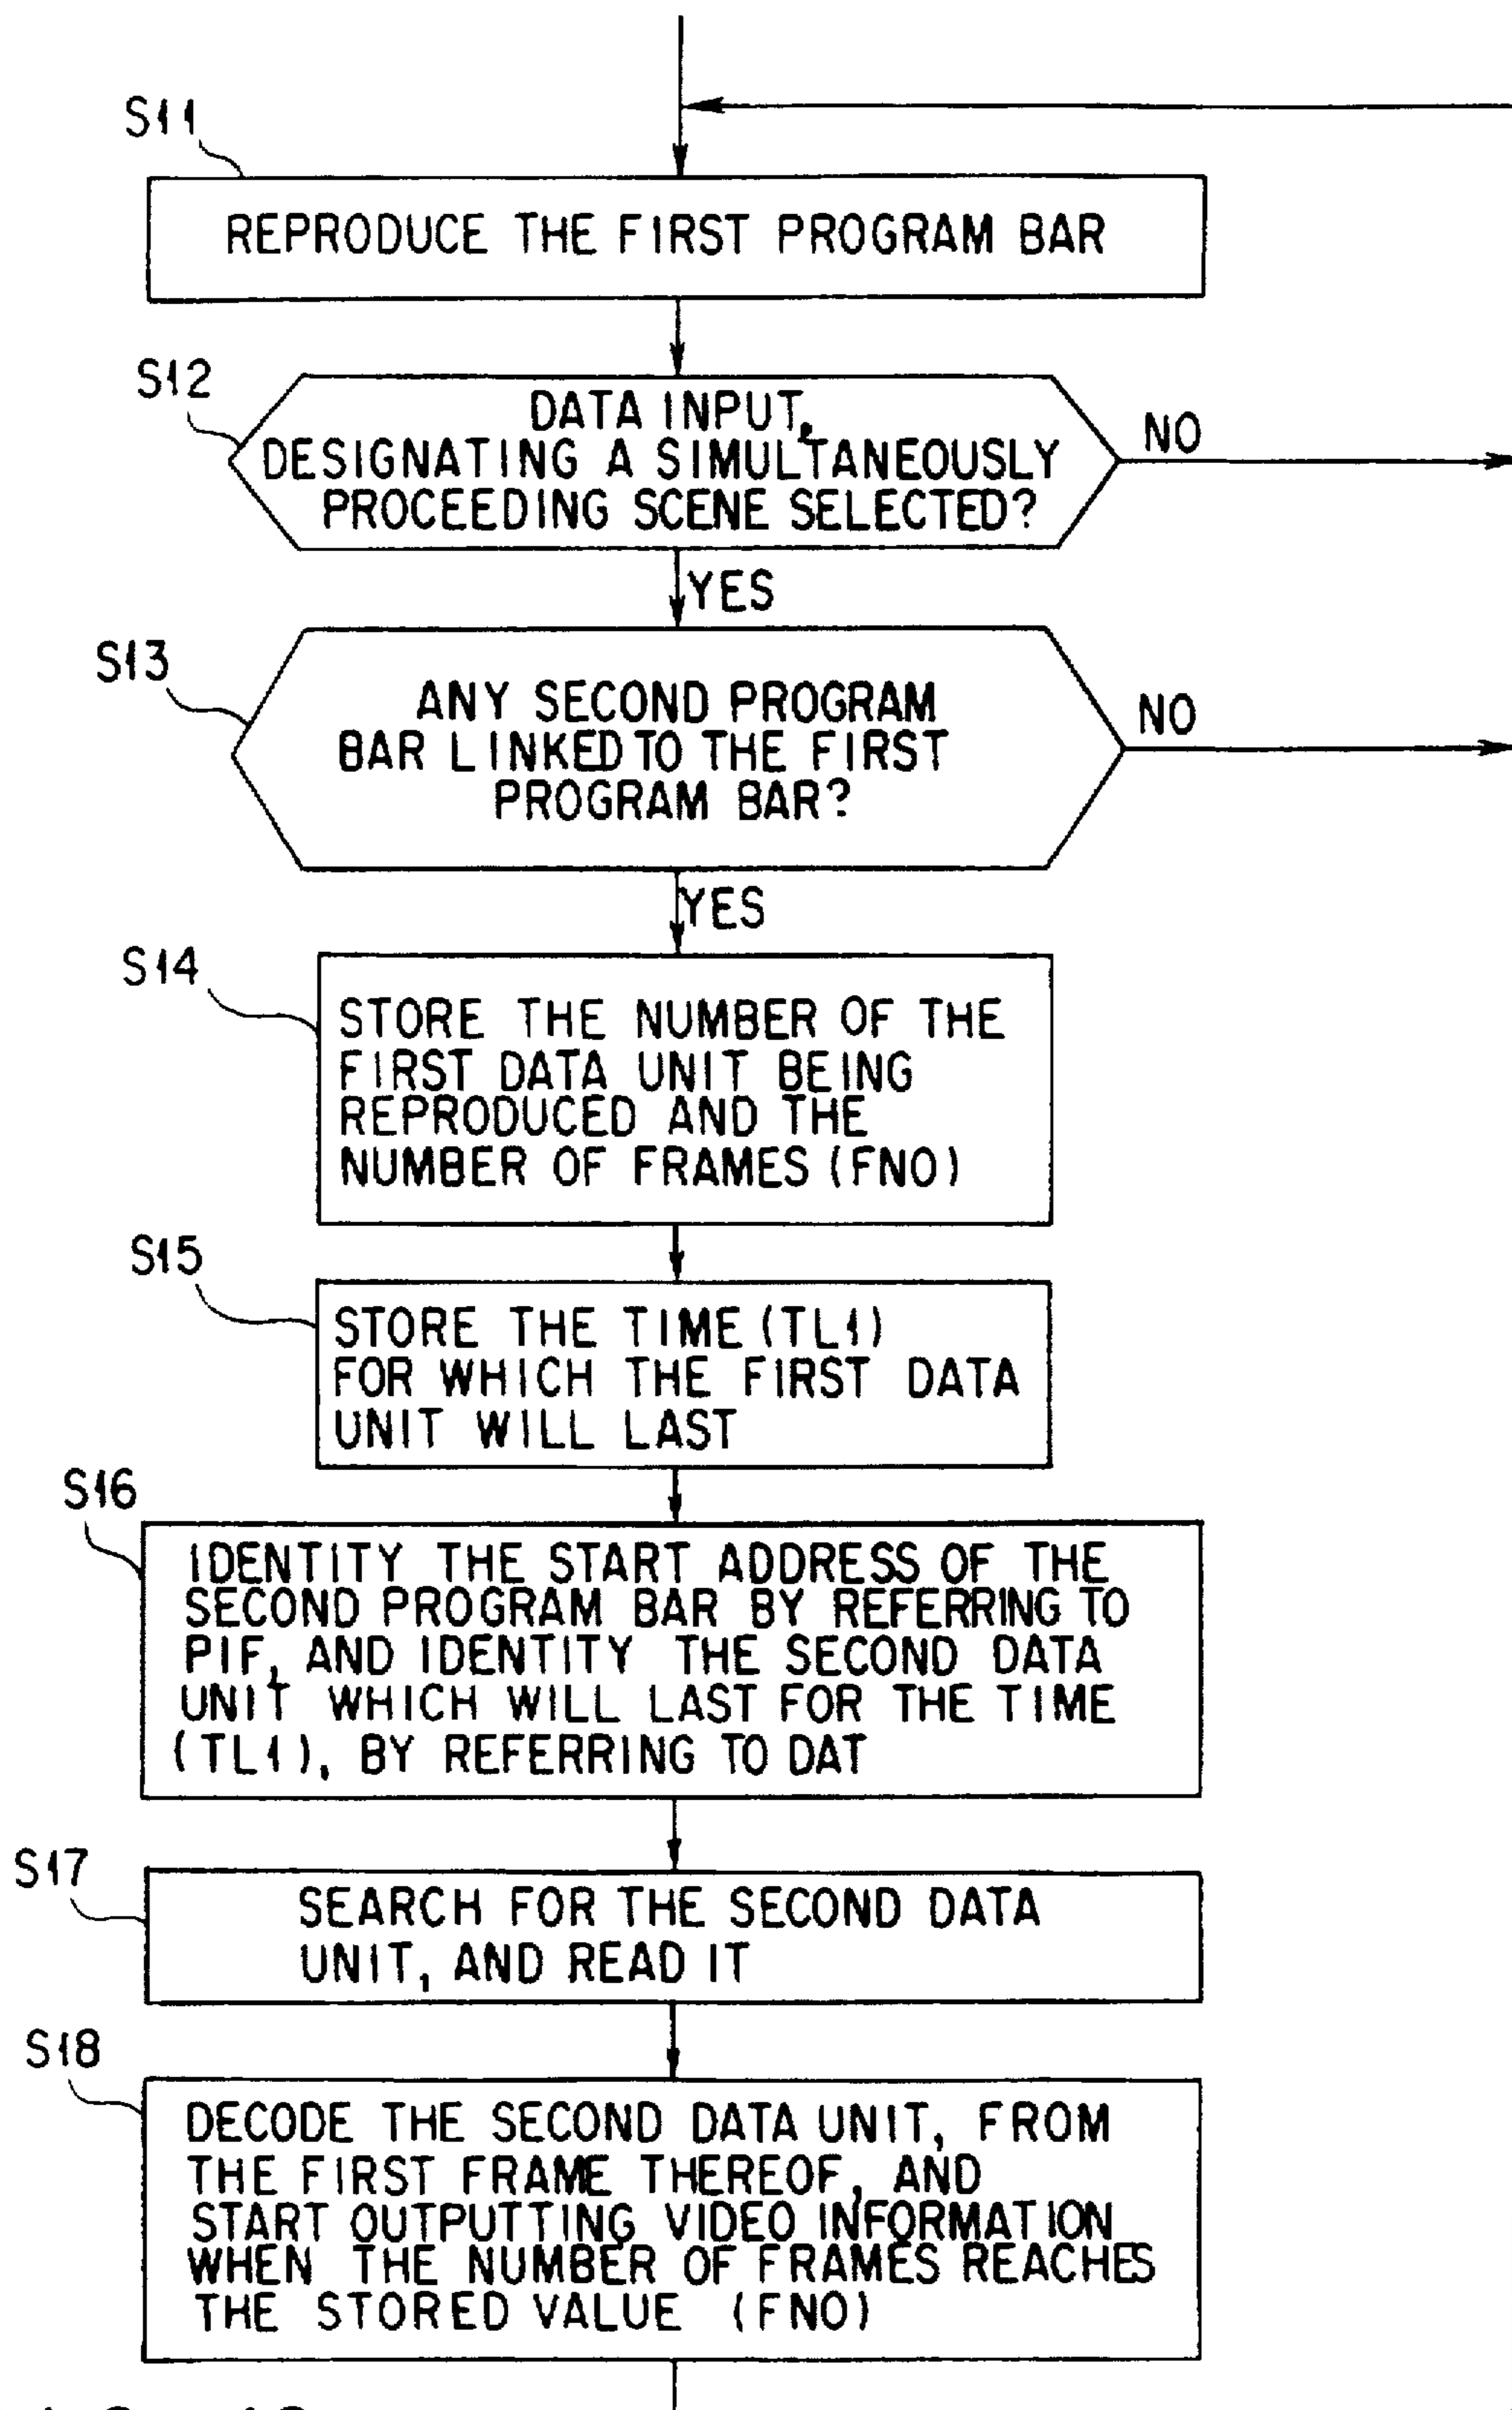 S11
REPRODUCE THE FIRST PROGRAM BAR
S12
DATA INPUT,
DESIGNATING A SIMULTANEOUSLY
PROCEEDING SCENE SELECTED?
NO
YES
S13
ANY SECOND PROGRAM
BAR LINKED TO THE FIRST
PROGRAM BAR?
NO
YES
S14
STORE THE NUMBER OF THE
FIRST DATA UNIT BEING
REPRODUCED AND THE
NUMBER OF FRAMES (FNO)
S15
STORE THE TIME (TL1)
FOR WHICH THE FIRST DATA
UNIT WILL LAST
S16
IDENTITY THE START ADDRESS OF THE
SECOND PROGRAM BAR BY REFERRING TO
PIF, AND IDENTITY THE SECOND DATA
UNIT WHICH WILL LAST FOR THE TIME
(TL1), BY REFERRING TO DAT
S17
SEARCH FOR THE SECOND DATA
UNIT, AND READ IT
S18
DECODE THE SECOND DATA UNIT, FROM
THE FIRST FRAME THEREOF, AND
START OUTPUTTING VIDEO INFORMATION
WHEN THE NUMBER OF FRAMES REACHES
THE STORED VALUE (FNO)